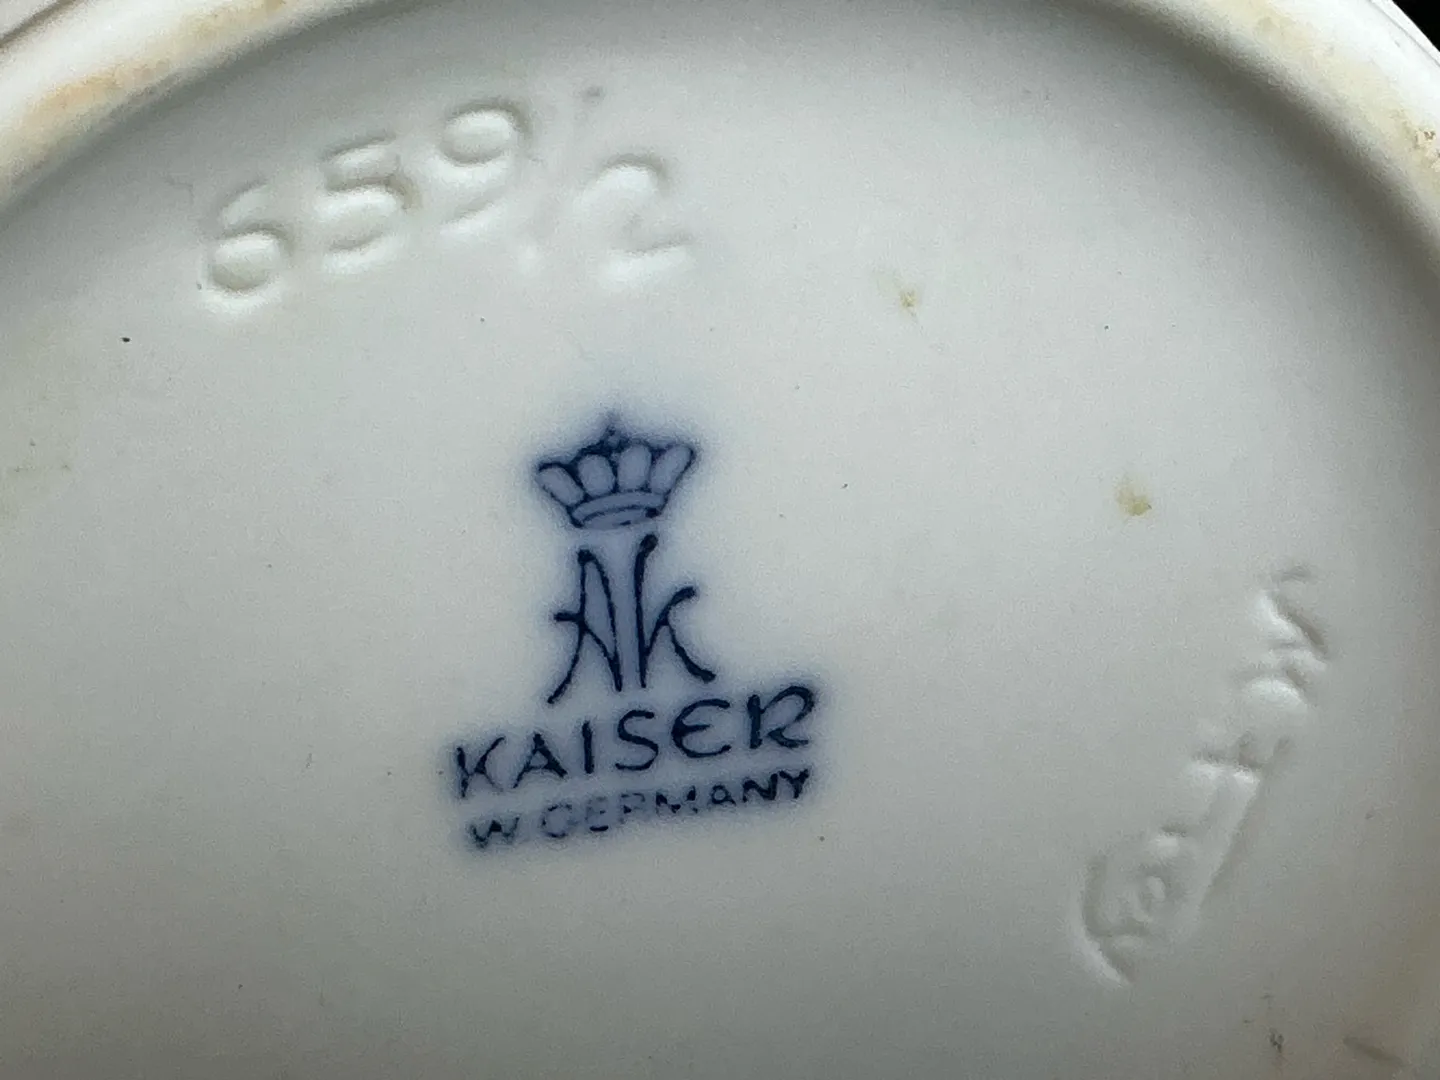 659/2
AK
KAISER
W. GERMANY